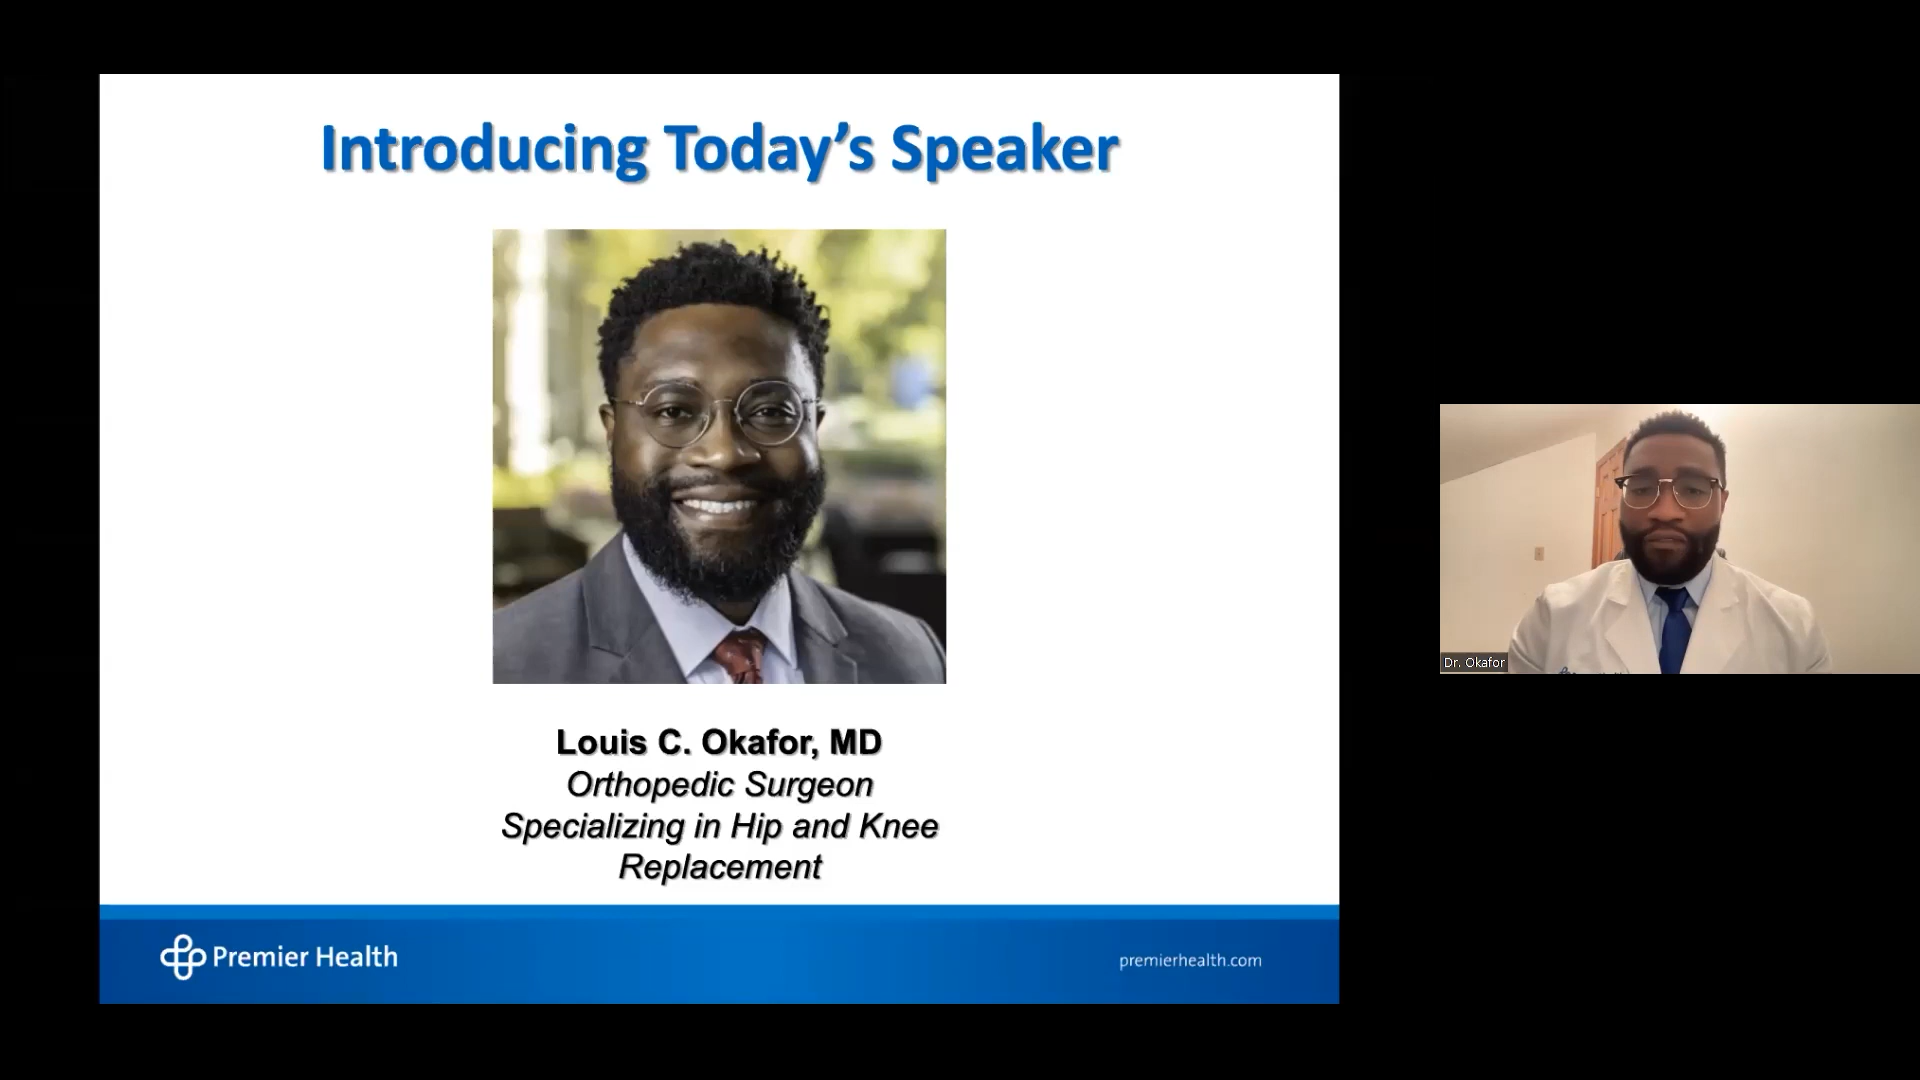 Introducing Today’s Speaker
Louis C. Okafor, MD
Orthopedic Surgeon
Specializing in Hip and Knee
Replacement
Premier Health
premierhealth.com
Dr. Okafor